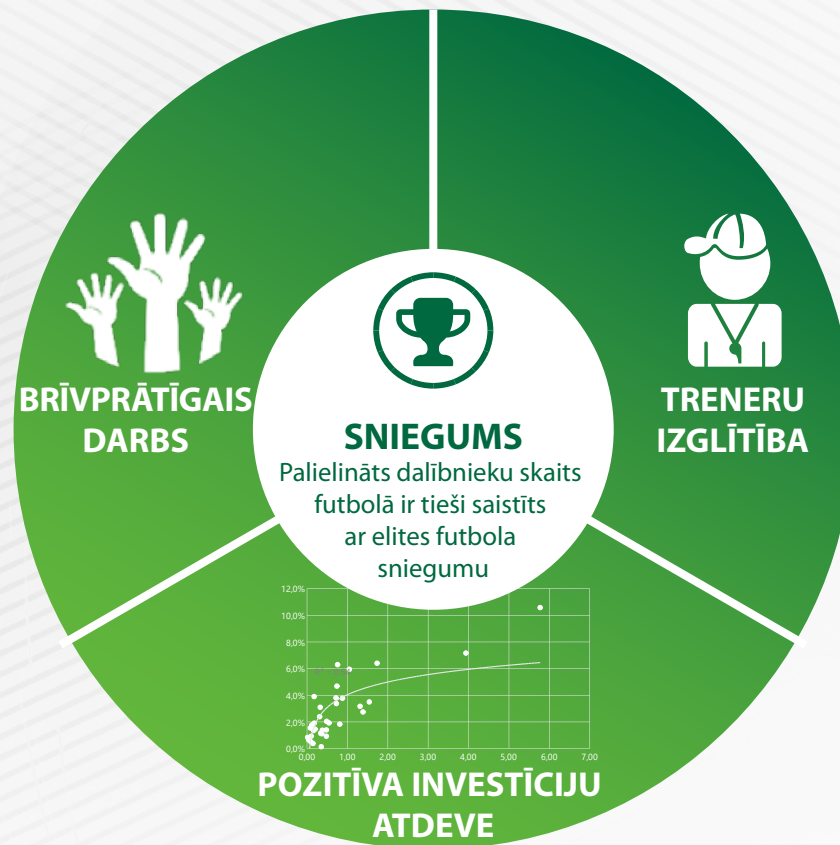 BRĪVPRĀTĪGAIS
DARBS
TRENERU
IZGLĪTĪBA
SNIEGUMS
Palielināts dalībnieku skaits
futbolā ir tieši saistīts
ar elites futbola
sniegumu
12,0%
10,0%
8,0%
6,0%
4,0%
2,0%
0,0%
0,00 1,00 2,00 3,00 4,00 5,00 6,00 7,00
POZITĪVA INVESTĪCIJU
ATDEVE